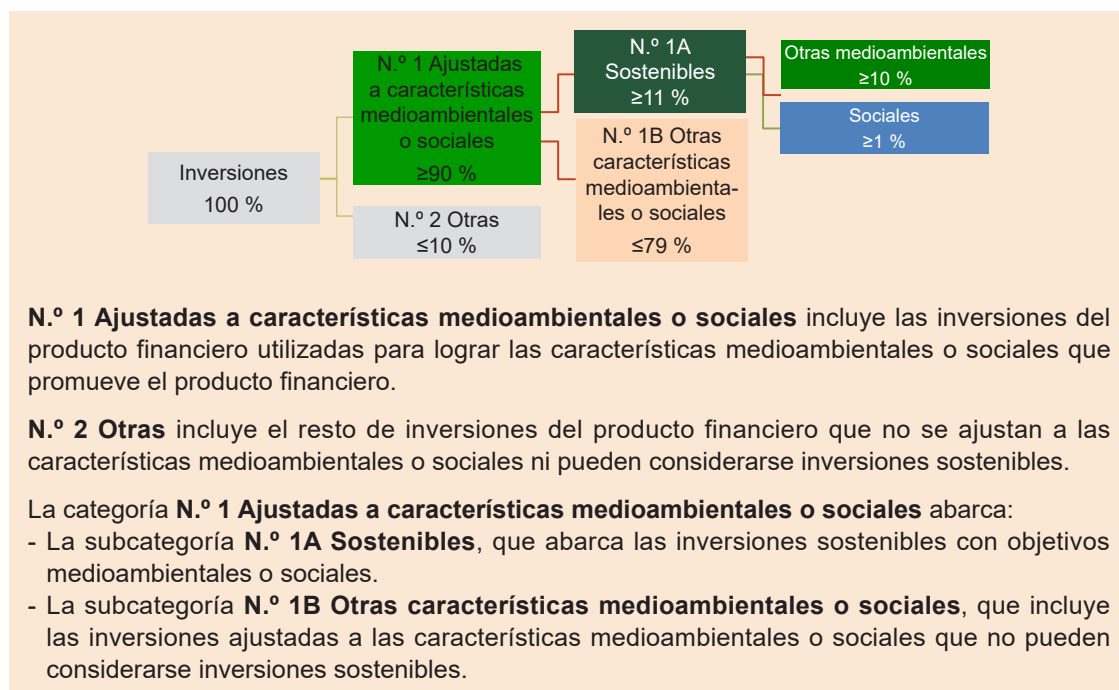 Inversiones
100 %
N.º 1 Ajustadas
a características
medioambientales
o sociales
≥90 %
N.º 2 Otras
≤10 %
N.º 1A
Sostenibles
≥11 %
N.º 1B Otras
características
medioambienta-
les o sociales
≤79 %
Otras medioambientales
≥10 %
Sociales
≥1 %
N.º 1 Ajustadas a características medioambientales o sociales incluye las inversiones del
producto financiero utilizadas para lograr las características medioambientales o sociales que
promueve el producto financiero.
N.º 2 Otras incluye el resto de inversiones del producto financiero que no se ajustan a las
características medioambientales o sociales ni pueden considerarse inversiones sostenibles.
La categoría N.º 1 Ajustadas a características medioambientales o sociales abarca:
- La subcategoría N.º 1A Sostenibles, que abarca las inversiones sostenibles con objetivos
medioambientales o sociales.
- La subcategoría N.º 1B Otras características medioambientales o sociales, que incluye
las inversiones ajustadas a las características medioambientales o sociales que no pueden
considerarse inversiones sostenibles.